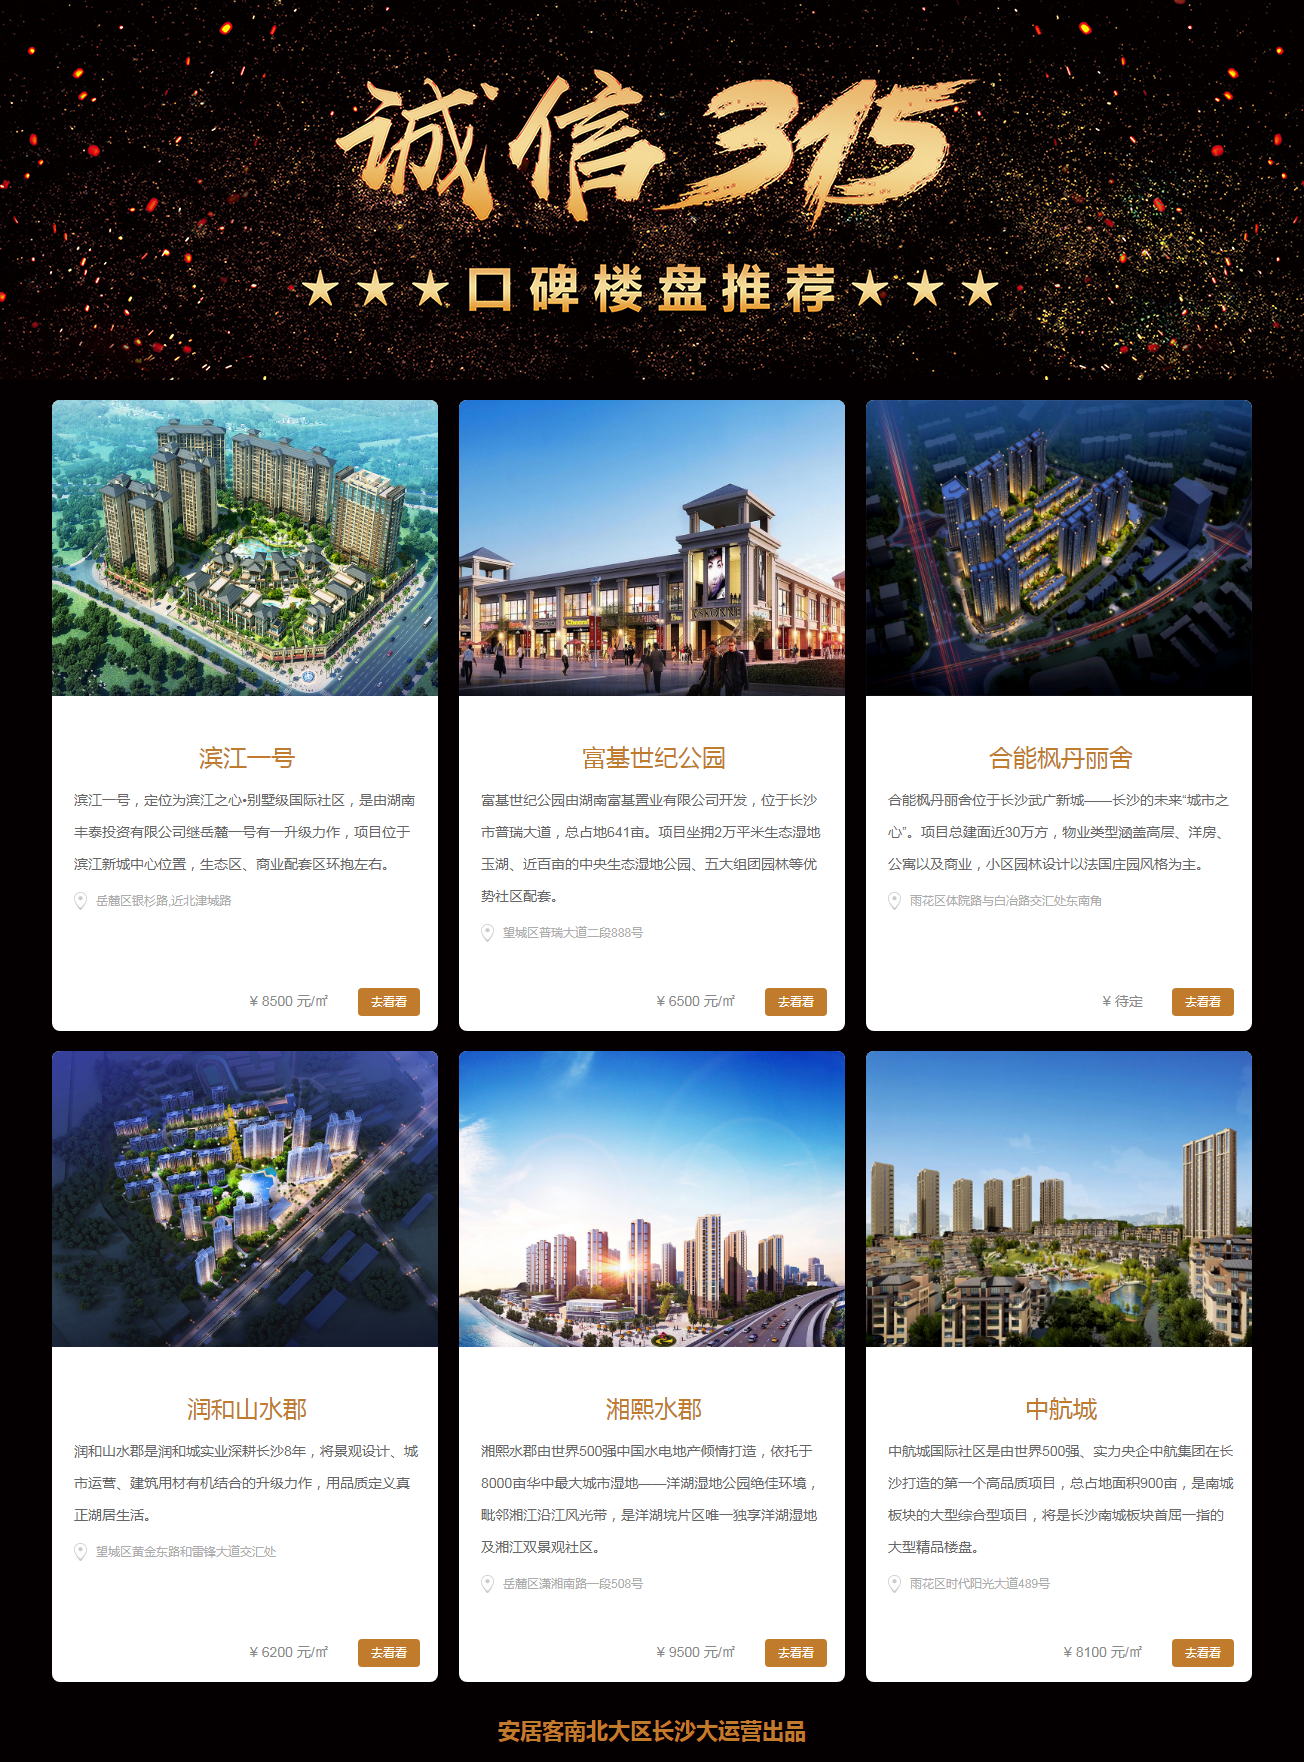 诚信315
★★★口碑楼盘推荐★★★
滨江一号
滨江一号，定位为滨江之心•别墅级国际社区，是由湖南
丰泰投资有限公司继岳麓一号有一升级力作，项目位于
滨江新城中心位置，生态区、商业配套区环抱左右。
岳麓区银杉路,近北津城路
¥ 8500 元/㎡
去看看
富基世纪公园
富基世纪公园由湖南富基置业有限公司开发，位于长沙
市普瑞大道，总占地641亩。项目坐拥2万平米生态湿地
玉湖、近百亩的中央生态湿地公园、五大组团园林等优
势社区配套。
望城区普瑞大道二段888号
¥ 6500 元/㎡
去看看
合能枫丹丽舍
合能枫丹丽舍位于长沙武广新城——长沙的未来“城市之
心”。项目总建面近30万方，物业类型涵盖高层、洋房、
公寓以及商业，小区园林设计以法国庄园风格为主。
雨花区体院路与白冶路交汇处东南角
¥ 待定
去看看
润和山水郡
润和山水郡是润和城实业深耕长沙8年，将景观设计、城
市运营、建筑用材有机结合的升级力作，用品质定义真
正湖居生活。
望城区黄金东路和雷锋大道交汇处
¥ 6200 元/㎡
去看看
湘熙水郡
湘熙水郡由世界500强中国水电地产倾情打造，依托于
8000亩华中最大城市湿地——洋湖湿地公园绝佳环境，
毗邻湘江沿江风光带，是洋湖垸片区唯一独享洋湖湿地
及湘江双景观社区。
岳麓区潇湘南路一段508号
¥ 9500 元/㎡
去看看
中航城
中航城国际社区是由世界500强、实力央企中航集团在长
沙打造的第一个高品质项目，总占地面积900亩，是南城
板块的大型综合型项目，将是长沙南城板块首屈一指的
大型精品楼盘。
雨花区时代阳光大道489号
¥ 8100 元/㎡
去看看
安居客南北大区长沙大运营出品